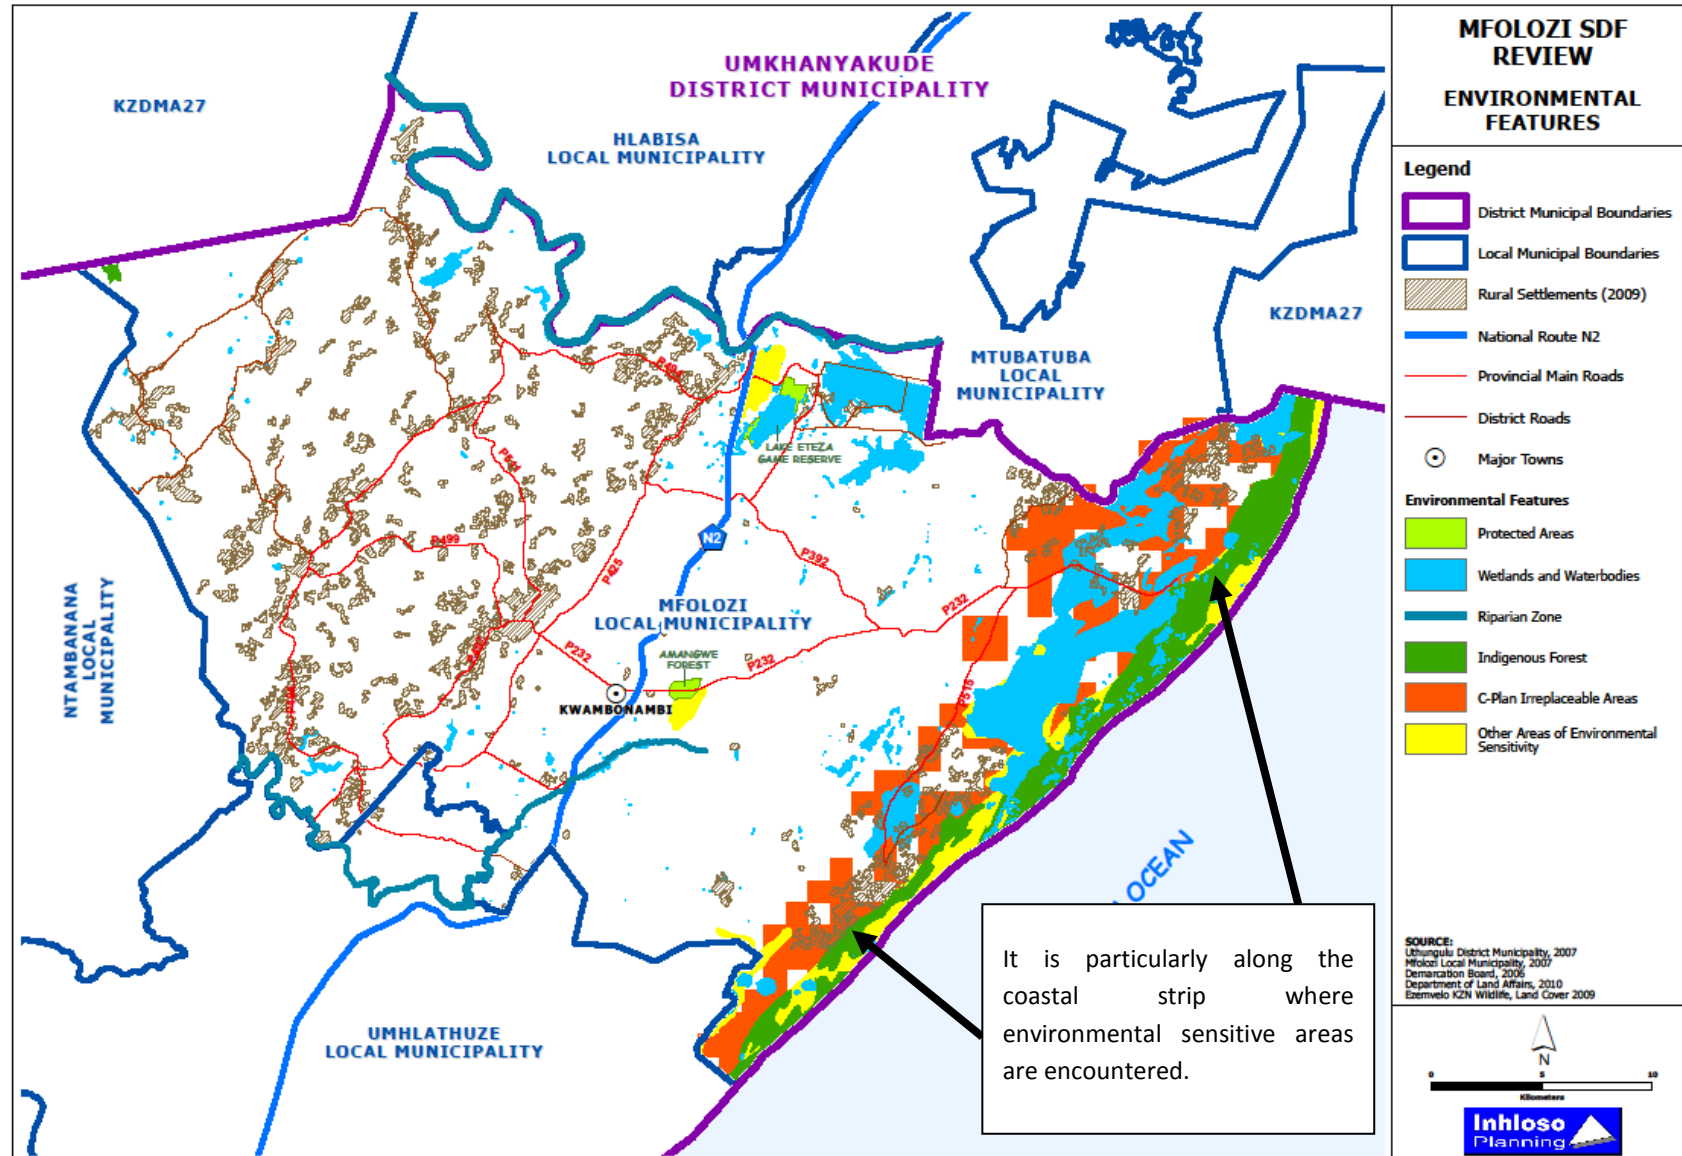 UMKHANYAKUDE
DISTRICT MUNICIPALITY
KZDMA27
HLABISA
LOCAL MUNICIPALITY
KZDMA27
MTUBATUBA
LOCAL
MUNICIPALITY
LAKE ETEZA
GAME RESERVE
N2
P499
P425
P392
P232
MFOLOZI
LOCAL MUNICIPALITY
P232
AMANGWE
FOREST
P232
KWAMBONAMBI
P515
NTAMBANANA
LOCAL
MUNICIPALITY
UMHLATHUZE
LOCAL MUNICIPALITY
OCEAN
It is particularly along the
coastal strip where
environmental sensitive areas
are encountered.
MFOLOZI SDF
REVIEW
ENVIRONMENTAL
FEATURES
Legend
District Municipal Boundaries
Local Municipal Boundaries
Rural Settlements (2009)
National Route N2
Provincial Main Roads
District Roads
Major Towns
Environmental Features
Protected Areas
Wetlands and Waterbodies
Riparian Zone
Indigenous Forest
C-Plan Irreplaceable Areas
Other Areas of Environmental
Sensitivity
SOURCE:
Uthungulu District Municipality, 2007
Mfolozi Local Municipality, 2007
Demarcation Board, 2006
Department of Land Affairs, 2010
Ezemvelo KZN Wildlife, Land Cover 2009
N
0 5 10
Kilometers
Inhloso
Planning